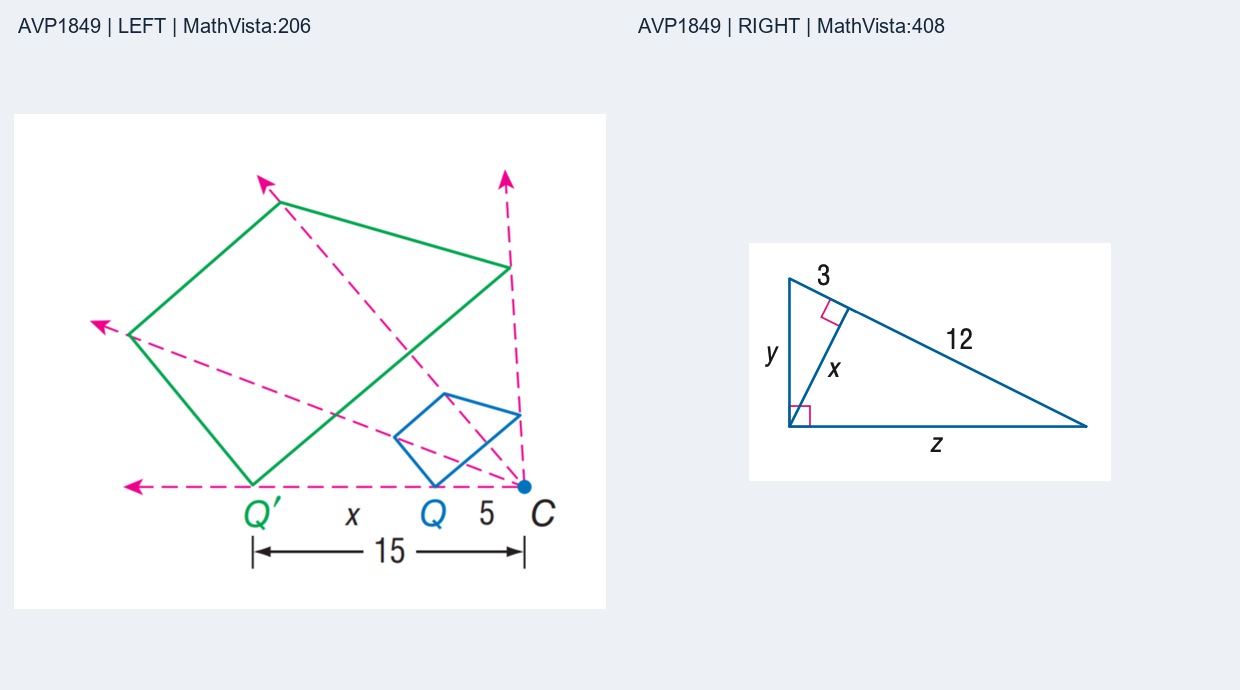 AVP1849 | LEFT | MathVista:206
AVP1849 | RIGHT | MathVista:408
Q′ x Q 5 C
15
3
12
y
x
z